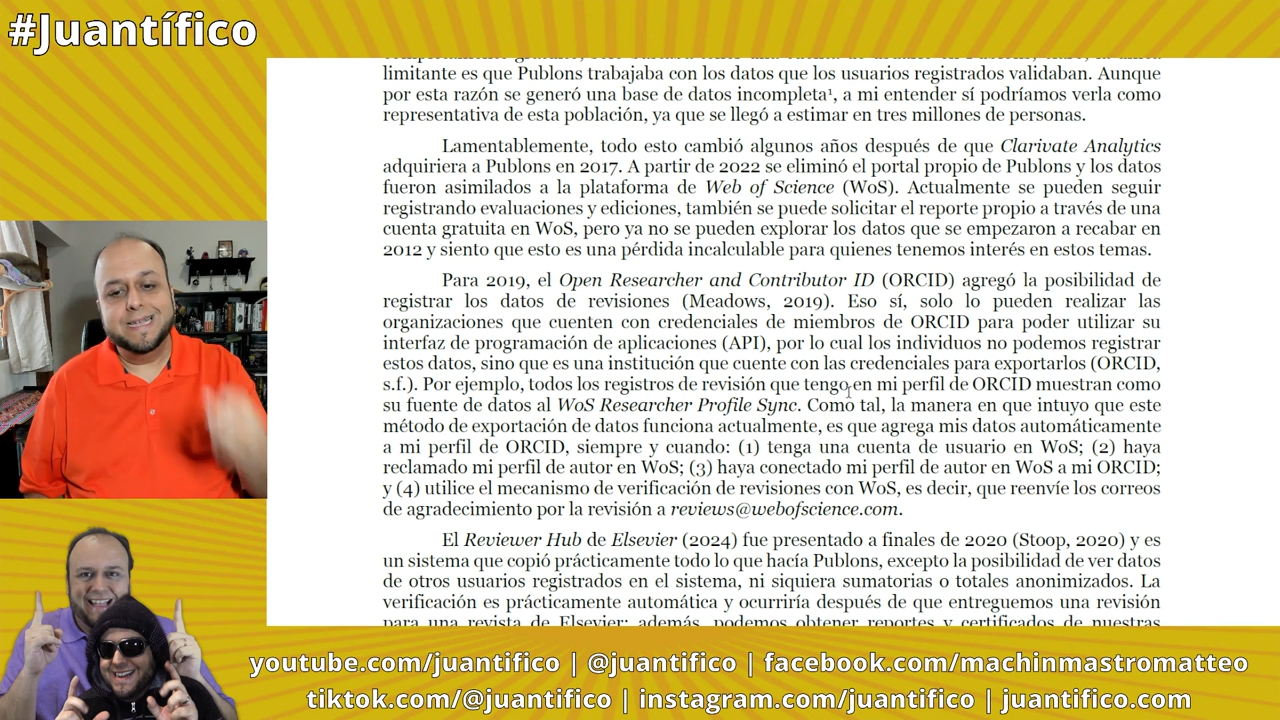 #Juantífico
limitante es que Publons trabajaba con los datos que los usuarios registrados validaban. Aunque
por esta razón se generó una base de datos incompleta¹, a mi entender sí podríamos verla como
representativa de esta población, ya que se llegó a estimar en tres millones de personas.
Lamentablemente, todo esto cambió algunos años después de que Clarivate Analytics
adquiriera a Publons en 2017. A partir de 2022 se eliminó el portal propio de Publons y los datos
fueron asimilados a la plataforma de Web of Science (WoS). Actualmente se pueden seguir
registrando evaluaciones y ediciones, también se puede solicitar el reporte propio a través de una
cuenta gratuita en WoS, pero ya no se pueden explorar los datos que se empezaron a recabar en
2012 y siento que esto es una pérdida incalculable para quienes tenemos interés en estos temas.
Para 2019, el Open Researcher and Contributor ID (ORCID) agregó la posibilidad de
registrar los datos de revisiones (Meadows, 2019). Eso sí, solo lo pueden realizar las
organizaciones que cuenten con credenciales de miembros de ORCID para poder utilizar su
interfaz de programación de aplicaciones (API), por lo cual los individuos no podemos registrar
estos datos, sino que es una institución que cuente con las credenciales para exportarlos (ORCID,
s.f.). Por ejemplo, todos los registros de revisión que tengo en mi perfil de ORCID muestran como
su fuente de datos al WoS Researcher Profile Sync. Como tal, la manera en que intuyo que este
método de exportación de datos funciona actualmente, es que agrega mis datos automáticamente
a mi perfil de ORCID, siempre y cuando: (1) tenga una cuenta de usuario en WoS; (2) haya
reclamado mi perfil de autor en WoS; (3) haya conectado mi perfil de autor en WoS a mi ORCID;
y (4) utilice el mecanismo de verificación de revisiones con WoS, es decir, que reenvíe los correos
de agradecimiento por la revisión a reviews@webofscience.com.
El Reviewer Hub de Elsevier (2024) fue presentado a finales de 2020 (Stoop, 2020) y es
un sistema que copió prácticamente todo lo que hacía Publons, excepto la posibilidad de ver datos
de otros usuarios registrados en el sistema, ni siquiera sumatorias o totales anonimizados. La
verificación es prácticamente automática y ocurriría después de que entreguemos una revisión
para una revista de Elsevier; además, podemos obtener reportes y certificados de nuestras
youtube.com/juantifico | @juantifico | facebook.com/machinmastromatteo
tiktok.com/@juantifico | instagram.com/juantifico | juantifico.com